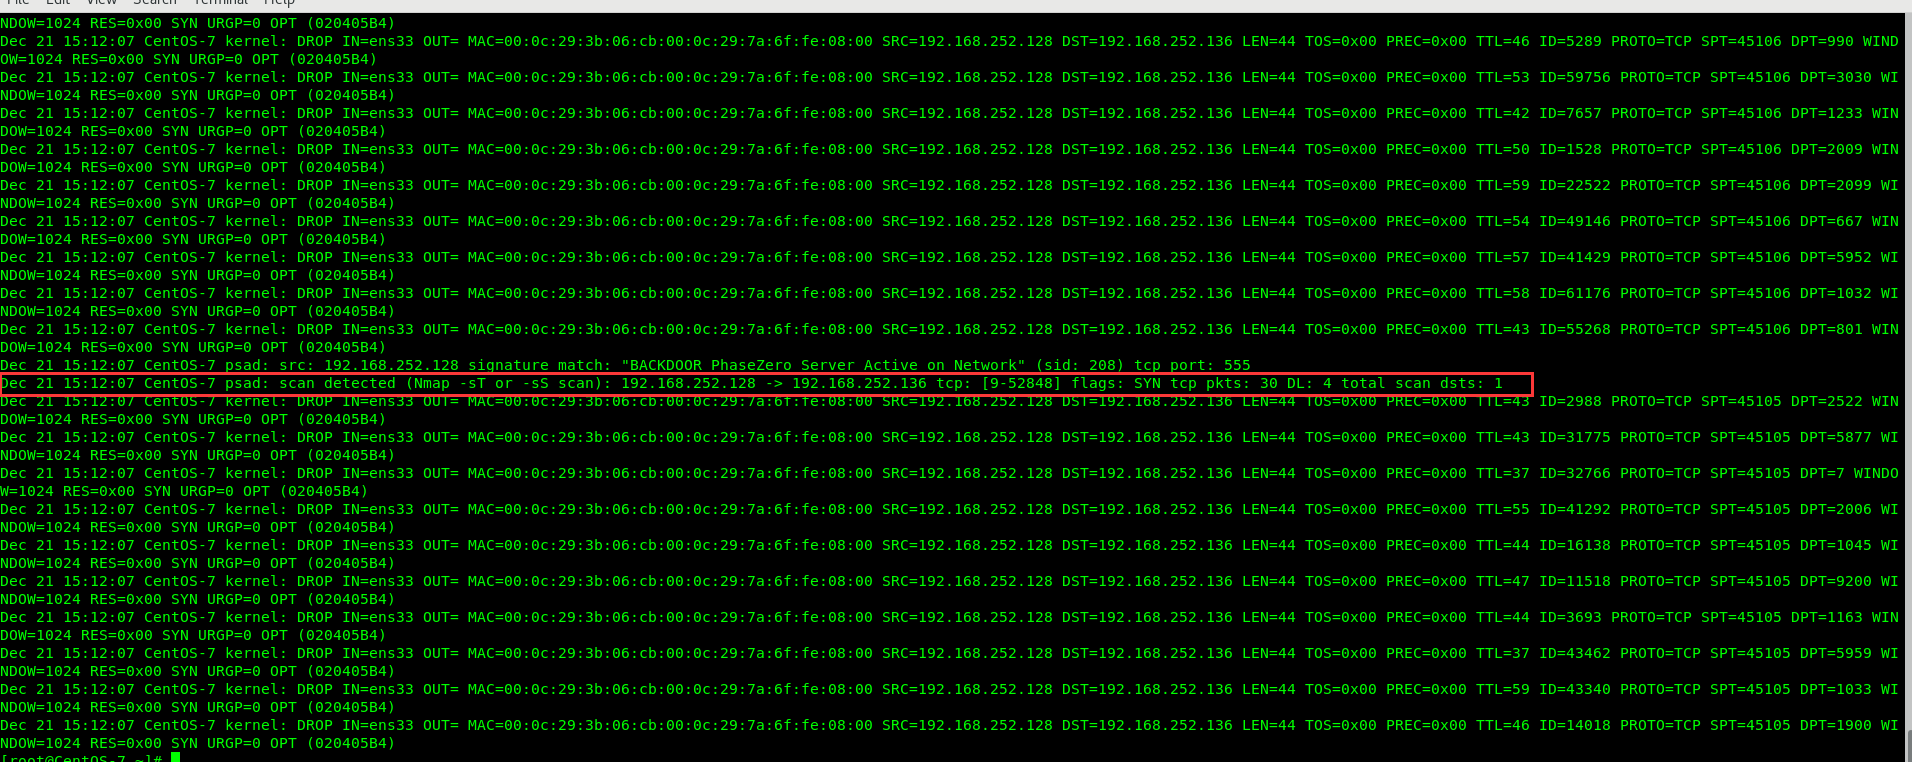 File Edit View Search Terminal Help
NDOW=1024 RES=0x00 SYN URGP=0 OPT (020405B4)
Dec 21 15:12:07 CentOS-7 kernel: DROP IN=ens33 OUT= MAC=00:0c:29:3b:06:cb:00:0c:29:7a:6f:fe:08:00 SRC=192.168.252.128 DST=192.168.252.136 LEN=44 TOS=0x00 PREC=0x00 TTL=46 ID=5289 PROTO=TCP SPT=45106 DPT=990 WIND
OW=1024 RES=0x00 SYN URGP=0 OPT (020405B4)
Dec 21 15:12:07 CentOS-7 kernel: DROP IN=ens33 OUT= MAC=00:0c:29:3b:06:cb:00:0c:29:7a:6f:fe:08:00 SRC=192.168.252.128 DST=192.168.252.136 LEN=44 TOS=0x00 PREC=0x00 TTL=53 ID=59756 PROTO=TCP SPT=45106 DPT=3030 WI
NDOW=1024 RES=0x00 SYN URGP=0 OPT (020405B4)
Dec 21 15:12:07 CentOS-7 kernel: DROP IN=ens33 OUT= MAC=00:0c:29:3b:06:cb:00:0c:29:7a:6f:fe:08:00 SRC=192.168.252.128 DST=192.168.252.136 LEN=44 TOS=0x00 PREC=0x00 TTL=42 ID=7657 PROTO=TCP SPT=45106 DPT=1233 WIN
DOW=1024 RES=0x00 SYN URGP=0 OPT (020405B4)
Dec 21 15:12:07 CentOS-7 kernel: DROP IN=ens33 OUT= MAC=00:0c:29:3b:06:cb:00:0c:29:7a:6f:fe:08:00 SRC=192.168.252.128 DST=192.168.252.136 LEN=44 TOS=0x00 PREC=0x00 TTL=50 ID=1528 PROTO=TCP SPT=45106 DPT=2009 WIN
DOW=1024 RES=0x00 SYN URGP=0 OPT (020405B4)
Dec 21 15:12:07 CentOS-7 kernel: DROP IN=ens33 OUT= MAC=00:0c:29:3b:06:cb:00:0c:29:7a:6f:fe:08:00 SRC=192.168.252.128 DST=192.168.252.136 LEN=44 TOS=0x00 PREC=0x00 TTL=59 ID=22522 PROTO=TCP SPT=45106 DPT=2099 WI
NDOW=1024 RES=0x00 SYN URGP=0 OPT (020405B4)
Dec 21 15:12:07 CentOS-7 kernel: DROP IN=ens33 OUT= MAC=00:0c:29:3b:06:cb:00:0c:29:7a:6f:fe:08:00 SRC=192.168.252.128 DST=192.168.252.136 LEN=44 TOS=0x00 PREC=0x00 TTL=54 ID=49146 PROTO=TCP SPT=45106 DPT=667 WIN
DOW=1024 RES=0x00 SYN URGP=0 OPT (020405B4)
Dec 21 15:12:07 CentOS-7 kernel: DROP IN=ens33 OUT= MAC=00:0c:29:3b:06:cb:00:0c:29:7a:6f:fe:08:00 SRC=192.168.252.128 DST=192.168.252.136 LEN=44 TOS=0x00 PREC=0x00 TTL=57 ID=41429 PROTO=TCP SPT=45106 DPT=5952 WI
NDOW=1024 RES=0x00 SYN URGP=0 OPT (020405B4)
Dec 21 15:12:07 CentOS-7 kernel: DROP IN=ens33 OUT= MAC=00:0c:29:3b:06:cb:00:0c:29:7a:6f:fe:08:00 SRC=192.168.252.128 DST=192.168.252.136 LEN=44 TOS=0x00 PREC=0x00 TTL=58 ID=61176 PROTO=TCP SPT=45106 DPT=1032 WI
NDOW=1024 RES=0x00 SYN URGP=0 OPT (020405B4)
Dec 21 15:12:07 CentOS-7 kernel: DROP IN=ens33 OUT= MAC=00:0c:29:3b:06:cb:00:0c:29:7a:6f:fe:08:00 SRC=192.168.252.128 DST=192.168.252.136 LEN=44 TOS=0x00 PREC=0x00 TTL=43 ID=55268 PROTO=TCP SPT=45106 DPT=801 WIN
DOW=1024 RES=0x00 SYN URGP=0 OPT (020405B4)
Dec 21 15:12:07 CentOS-7 psad: src: 192.168.252.128 signature match: "BACKDOOR PhaseZero Server Active on Network" (sid: 208) tcp port: 555
Dec 21 15:12:07 CentOS-7 psad: scan detected (Nmap -sT or -sS scan): 192.168.252.128 -> 192.168.252.136 tcp: [9-52848] flags: SYN tcp pkts: 30 DL: 4 total scan dsts: 1
Dec 21 15:12:07 CentOS-7 kernel: DROP IN=ens33 OUT= MAC=00:0c:29:3b:06:cb:00:0c:29:7a:6f:fe:08:00 SRC=192.168.252.128 DST=192.168.252.136 LEN=44 TOS=0x00 PREC=0x00 TTL=43 ID=2988 PROTO=TCP SPT=45105 DPT=2522 WIN
DOW=1024 RES=0x00 SYN URGP=0 OPT (020405B4)
Dec 21 15:12:07 CentOS-7 kernel: DROP IN=ens33 OUT= MAC=00:0c:29:3b:06:cb:00:0c:29:7a:6f:fe:08:00 SRC=192.168.252.128 DST=192.168.252.136 LEN=44 TOS=0x00 PREC=0x00 TTL=43 ID=31775 PROTO=TCP SPT=45105 DPT=5877 WI
NDOW=1024 RES=0x00 SYN URGP=0 OPT (020405B4)
Dec 21 15:12:07 CentOS-7 kernel: DROP IN=ens33 OUT= MAC=00:0c:29:3b:06:cb:00:0c:29:7a:6f:fe:08:00 SRC=192.168.252.128 DST=192.168.252.136 LEN=44 TOS=0x00 PREC=0x00 TTL=37 ID=32766 PROTO=TCP SPT=45105 DPT=7 WINDO
W=1024 RES=0x00 SYN URGP=0 OPT (020405B4)
Dec 21 15:12:07 CentOS-7 kernel: DROP IN=ens33 OUT= MAC=00:0c:29:3b:06:cb:00:0c:29:7a:6f:fe:08:00 SRC=192.168.252.128 DST=192.168.252.136 LEN=44 TOS=0x00 PREC=0x00 TTL=55 ID=41292 PROTO=TCP SPT=45105 DPT=2006 WI
NDOW=1024 RES=0x00 SYN URGP=0 OPT (020405B4)
Dec 21 15:12:07 CentOS-7 kernel: DROP IN=ens33 OUT= MAC=00:0c:29:3b:06:cb:00:0c:29:7a:6f:fe:08:00 SRC=192.168.252.128 DST=192.168.252.136 LEN=44 TOS=0x00 PREC=0x00 TTL=44 ID=16138 PROTO=TCP SPT=45105 DPT=1045 WI
NDOW=1024 RES=0x00 SYN URGP=0 OPT (020405B4)
Dec 21 15:12:07 CentOS-7 kernel: DROP IN=ens33 OUT= MAC=00:0c:29:3b:06:cb:00:0c:29:7a:6f:fe:08:00 SRC=192.168.252.128 DST=192.168.252.136 LEN=44 TOS=0x00 PREC=0x00 TTL=47 ID=11518 PROTO=TCP SPT=45105 DPT=9200 WI
NDOW=1024 RES=0x00 SYN URGP=0 OPT (020405B4)
Dec 21 15:12:07 CentOS-7 kernel: DROP IN=ens33 OUT= MAC=00:0c:29:3b:06:cb:00:0c:29:7a:6f:fe:08:00 SRC=192.168.252.128 DST=192.168.252.136 LEN=44 TOS=0x00 PREC=0x00 TTL=44 ID=3693 PROTO=TCP SPT=45105 DPT=1163 WIN
DOW=1024 RES=0x00 SYN URGP=0 OPT (020405B4)
Dec 21 15:12:07 CentOS-7 kernel: DROP IN=ens33 OUT= MAC=00:0c:29:3b:06:cb:00:0c:29:7a:6f:fe:08:00 SRC=192.168.252.128 DST=192.168.252.136 LEN=44 TOS=0x00 PREC=0x00 TTL=37 ID=43462 PROTO=TCP SPT=45105 DPT=5959 WI
NDOW=1024 RES=0x00 SYN URGP=0 OPT (020405B4)
Dec 21 15:12:07 CentOS-7 kernel: DROP IN=ens33 OUT= MAC=00:0c:29:3b:06:cb:00:0c:29:7a:6f:fe:08:00 SRC=192.168.252.128 DST=192.168.252.136 LEN=44 TOS=0x00 PREC=0x00 TTL=59 ID=43340 PROTO=TCP SPT=45105 DPT=1033 WI
NDOW=1024 RES=0x00 SYN URGP=0 OPT (020405B4)
Dec 21 15:12:07 CentOS-7 kernel: DROP IN=ens33 OUT= MAC=00:0c:29:3b:06:cb:00:0c:29:7a:6f:fe:08:00 SRC=192.168.252.128 DST=192.168.252.136 LEN=44 TOS=0x00 PREC=0x00 TTL=46 ID=14018 PROTO=TCP SPT=45105 DPT=1900 WI
NDOW=1024 RES=0x00 SYN URGP=0 OPT (020405B4)
[root@CentOS-7 ~]#